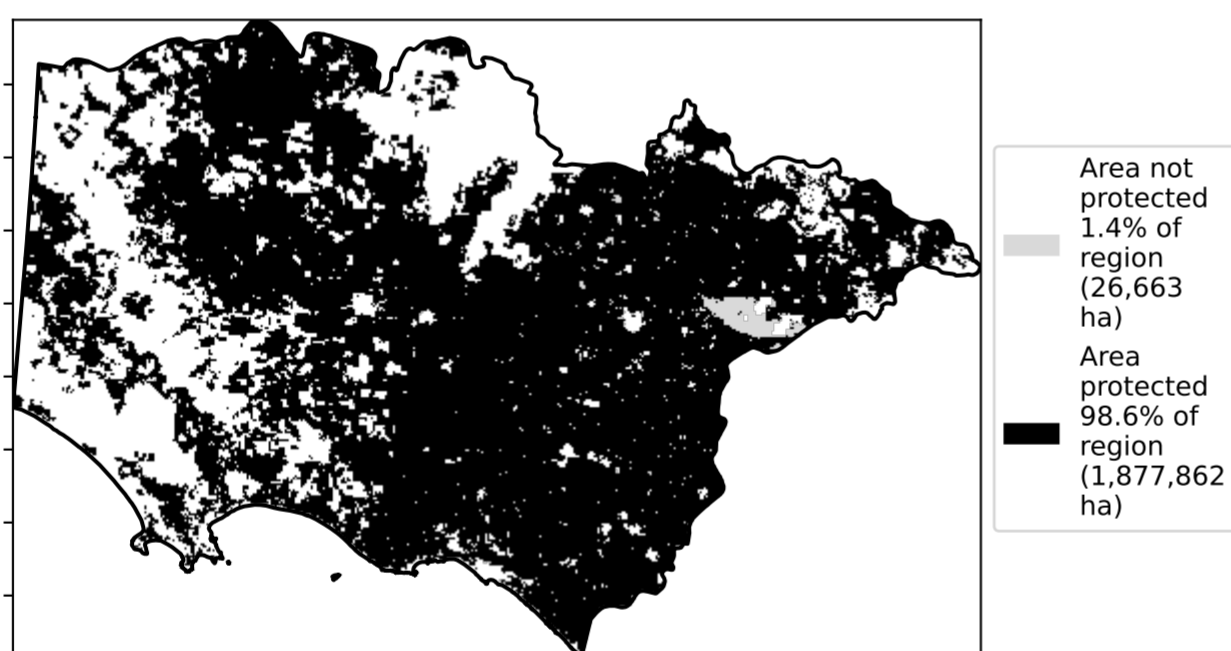 Area not
protected
1.4% of
region
(26,663
ha)
Area
protected
98.6% of
region
(1,877,862
ha)